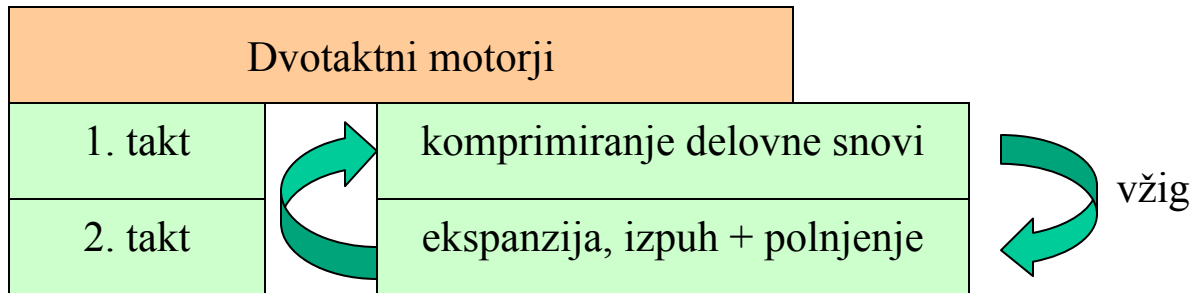 Dvotaktni motorji
1. takt
komprimiranje delovne snovi
vžig
2. takt
ekspanzija, izpuh + polnjenje